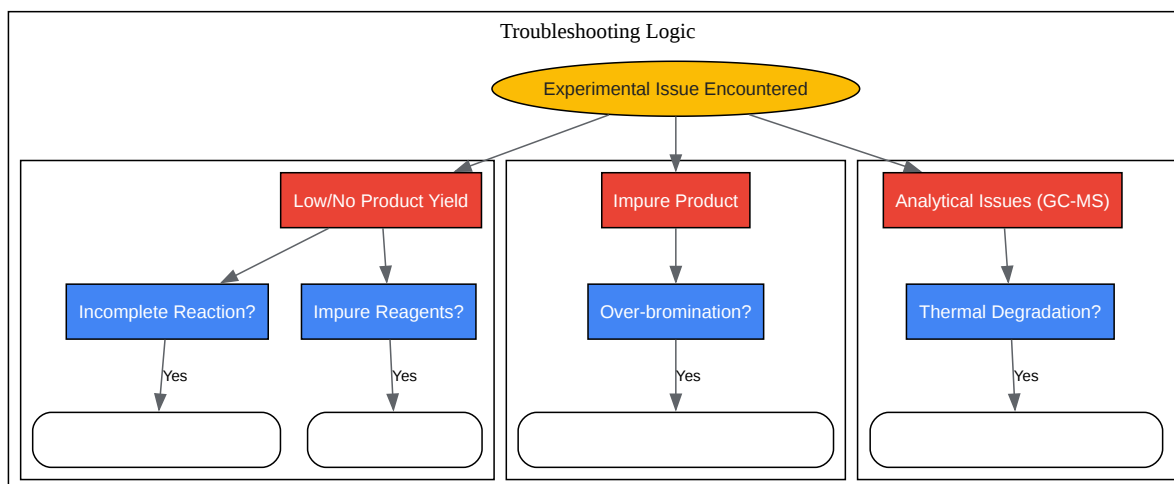 Troubleshooting Logic
Experimental Issue Encountered
Low/No Product Yield
Impure Product
Analytical Issues (GC-MS)
Incomplete Reaction?
Impure Reagents?
Over-bromination?
Thermal Degradation?
Yes
Yes
Yes
Yes